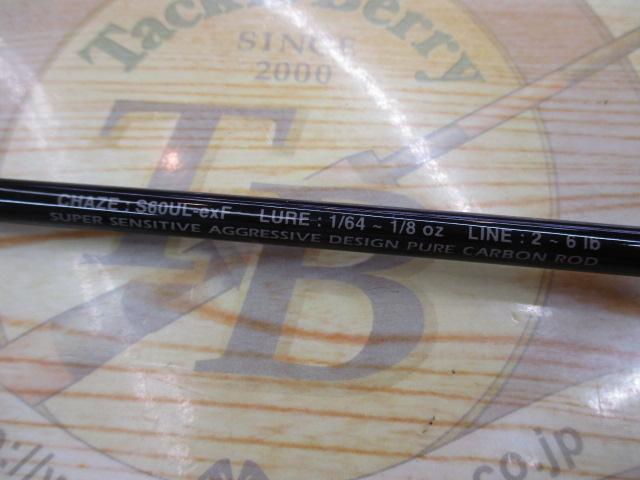 Tackle Berry
SINCE
2000
TB
CHAZE : S60UL-exF LURE : 1/64 ~ 1/8 oz LINE : 2 ~ 6 lb
SUPER SENSITIVE AGGRESSIVE DESIGN PURE CARBON ROD
.co.jp